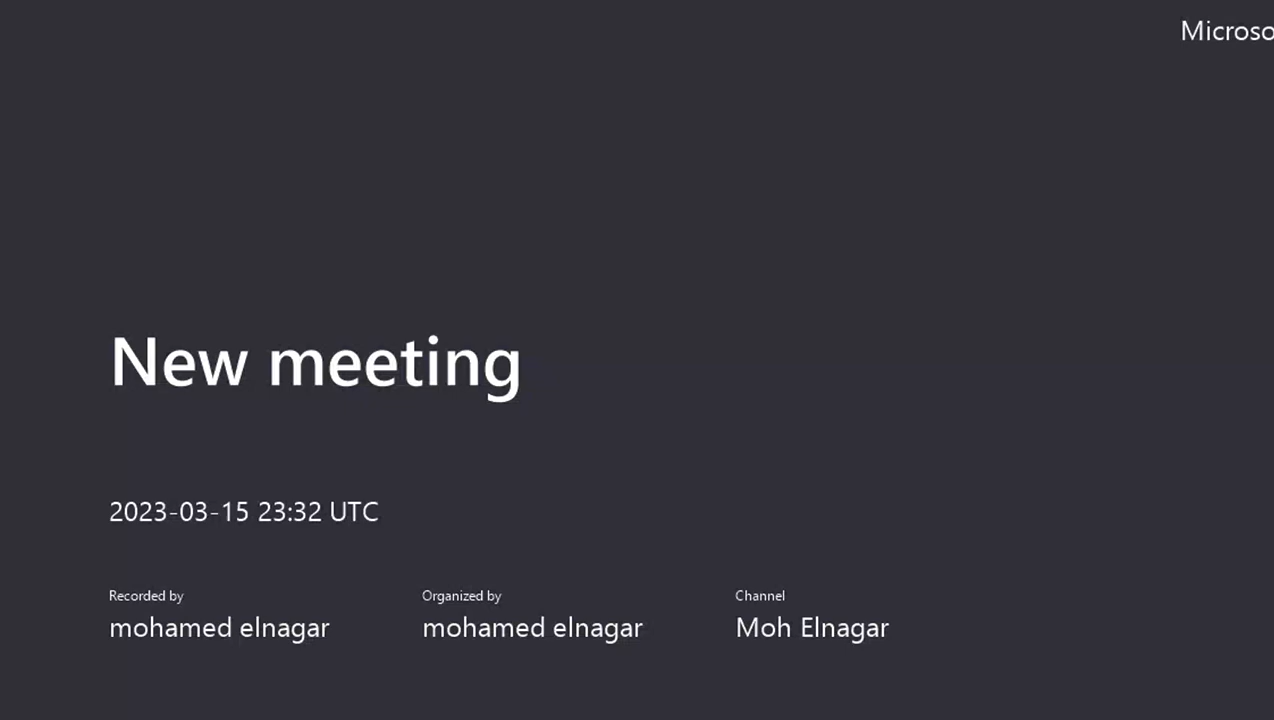 Microso
New meeting
2023-03-15 23:32 UTC
Recorded by
Organized by
Channel
mohamed elnagar
mohamed elnagar
Moh Elnagar